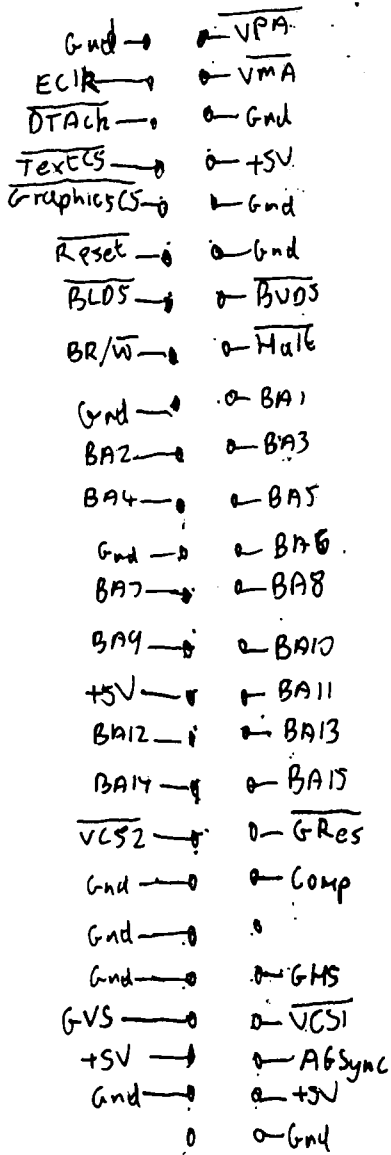 Gnd VPA
EClk VMA
DTAck Gnd
TextCS +5V
GraphicsCS Gnd
Reset Gnd
BLDS BUDS
BR/W Halt
Gnd BA1
BA2 BA3
BA4 BA5
Gnd BA6
BA7 BA8
BA9 BA10
+5V BA11
BA12 BA13
BA14 BA15
VCS2 GRes
Gnd Comp
Gnd
Gnd GHS
GVS VCS1
+5V AGSync
Gnd +5V
Gnd